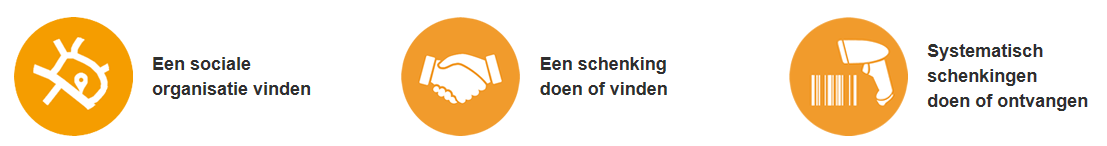 Een sociale
organisatie vinden
Een schenking
doen of vinden
Systematisch
schenkingen
doen of ontvangen